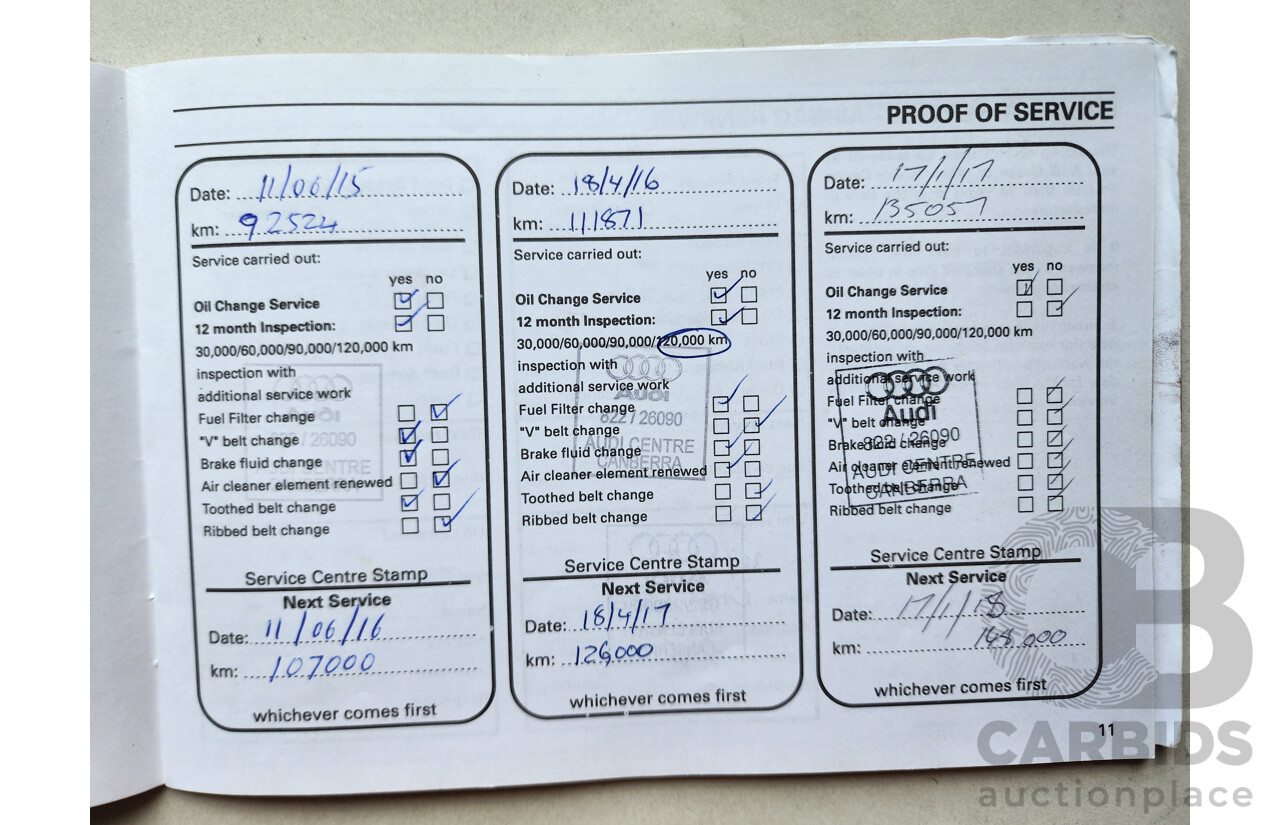 PROOF OF SERVICE
Date: 11/06/15
km: 92524
Service carried out:
yes no
Oil Change Service
12 month Inspection:
30,000/60,000/90,000/120,000 km
inspection with
additional service work
Fuel Filter change
"V" belt change
Brake fluid change
Air cleaner element renewed
Toothed belt change
Ribbed belt change
Service Centre Stamp
Next Service
Date: 11/06/16
km: 107000
whichever comes first
Date: 18/4/16
km: 111871
Service carried out:
yes no
Oil Change Service
12 month Inspection:
30,000/60,000/90,000/120,000 km
inspection with
additional service work
Audi
Fuel Filter change
822 / 26090
"V" belt change
AUDI CENTRE
Brake fluid change
CANBERRA
Air cleaner element renewed
Toothed belt change
Ribbed belt change
Service Centre Stamp
Next Service
Date: 18/4/17
km: 126,000
whichever comes first
Date: 17/1/17
km: 135057
Service carried out:
yes no
Oil Change Service
12 month Inspection:
30,000/60,000/90,000/120,000 km
inspection with
additional service work
Fuel Filter change
Audi
"V" belt change
822 / 26090
Brake fluid change
AUDI CENTRE
Air cleaner element renewed
CANBERRA
Toothed belt change
Ribbed belt change
Service Centre Stamp
Next Service
Date: 17/1/18
km:
whichever comes first
11
CARBIDS
auctionplace